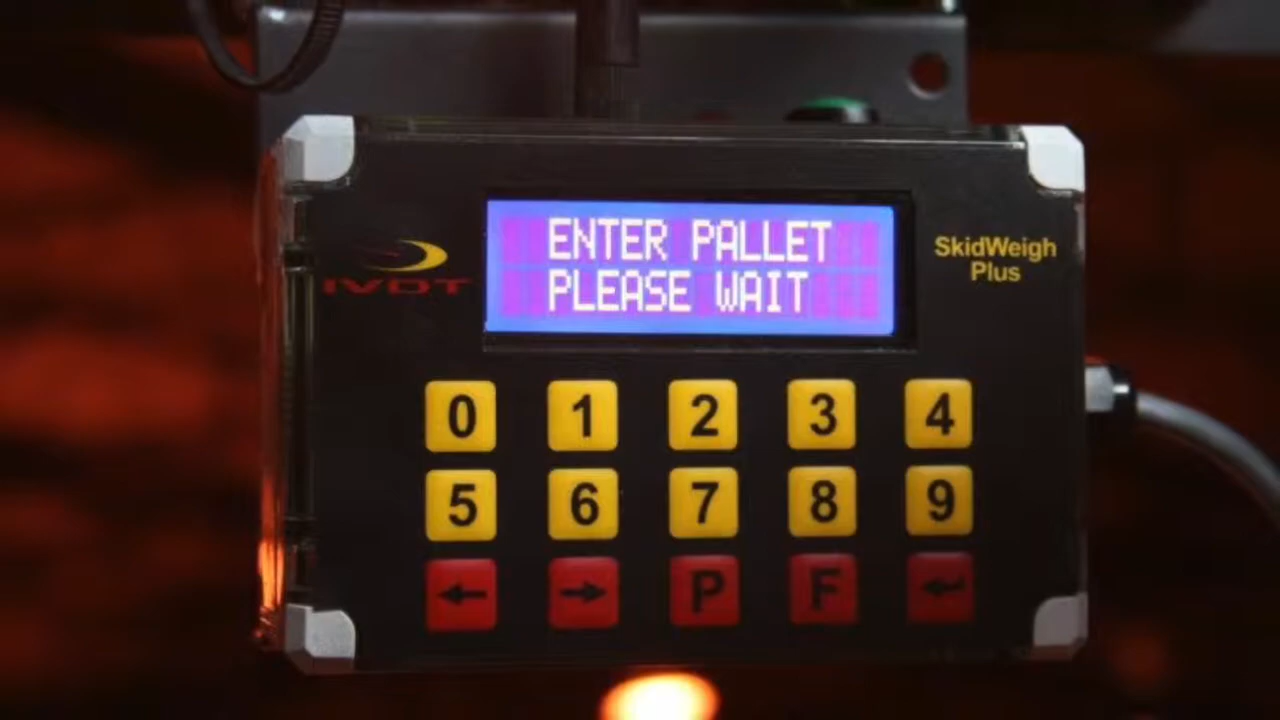 ENTER PALLET
PLEASE WAIT
IVDT
SkidWeigh
Plus
0 1 2 3 4
5 6 7 8 9
← → P F ↵